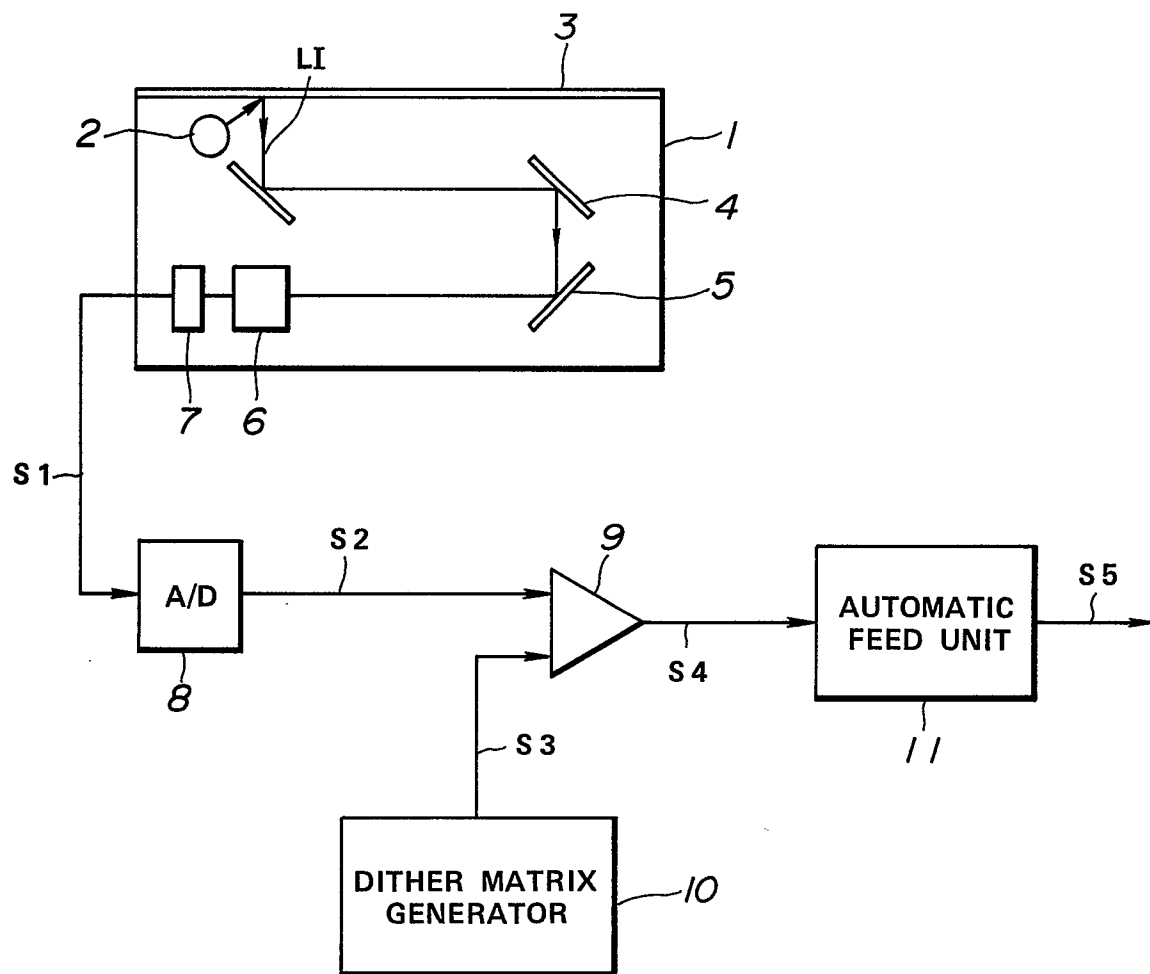 3
LI
2
1
4
5
7
6
S1
S2
9
S5
A/D
AUTOMATIC
FEED UNIT
S4
8
11
S3
DITHER MATRIX
GENERATOR
10